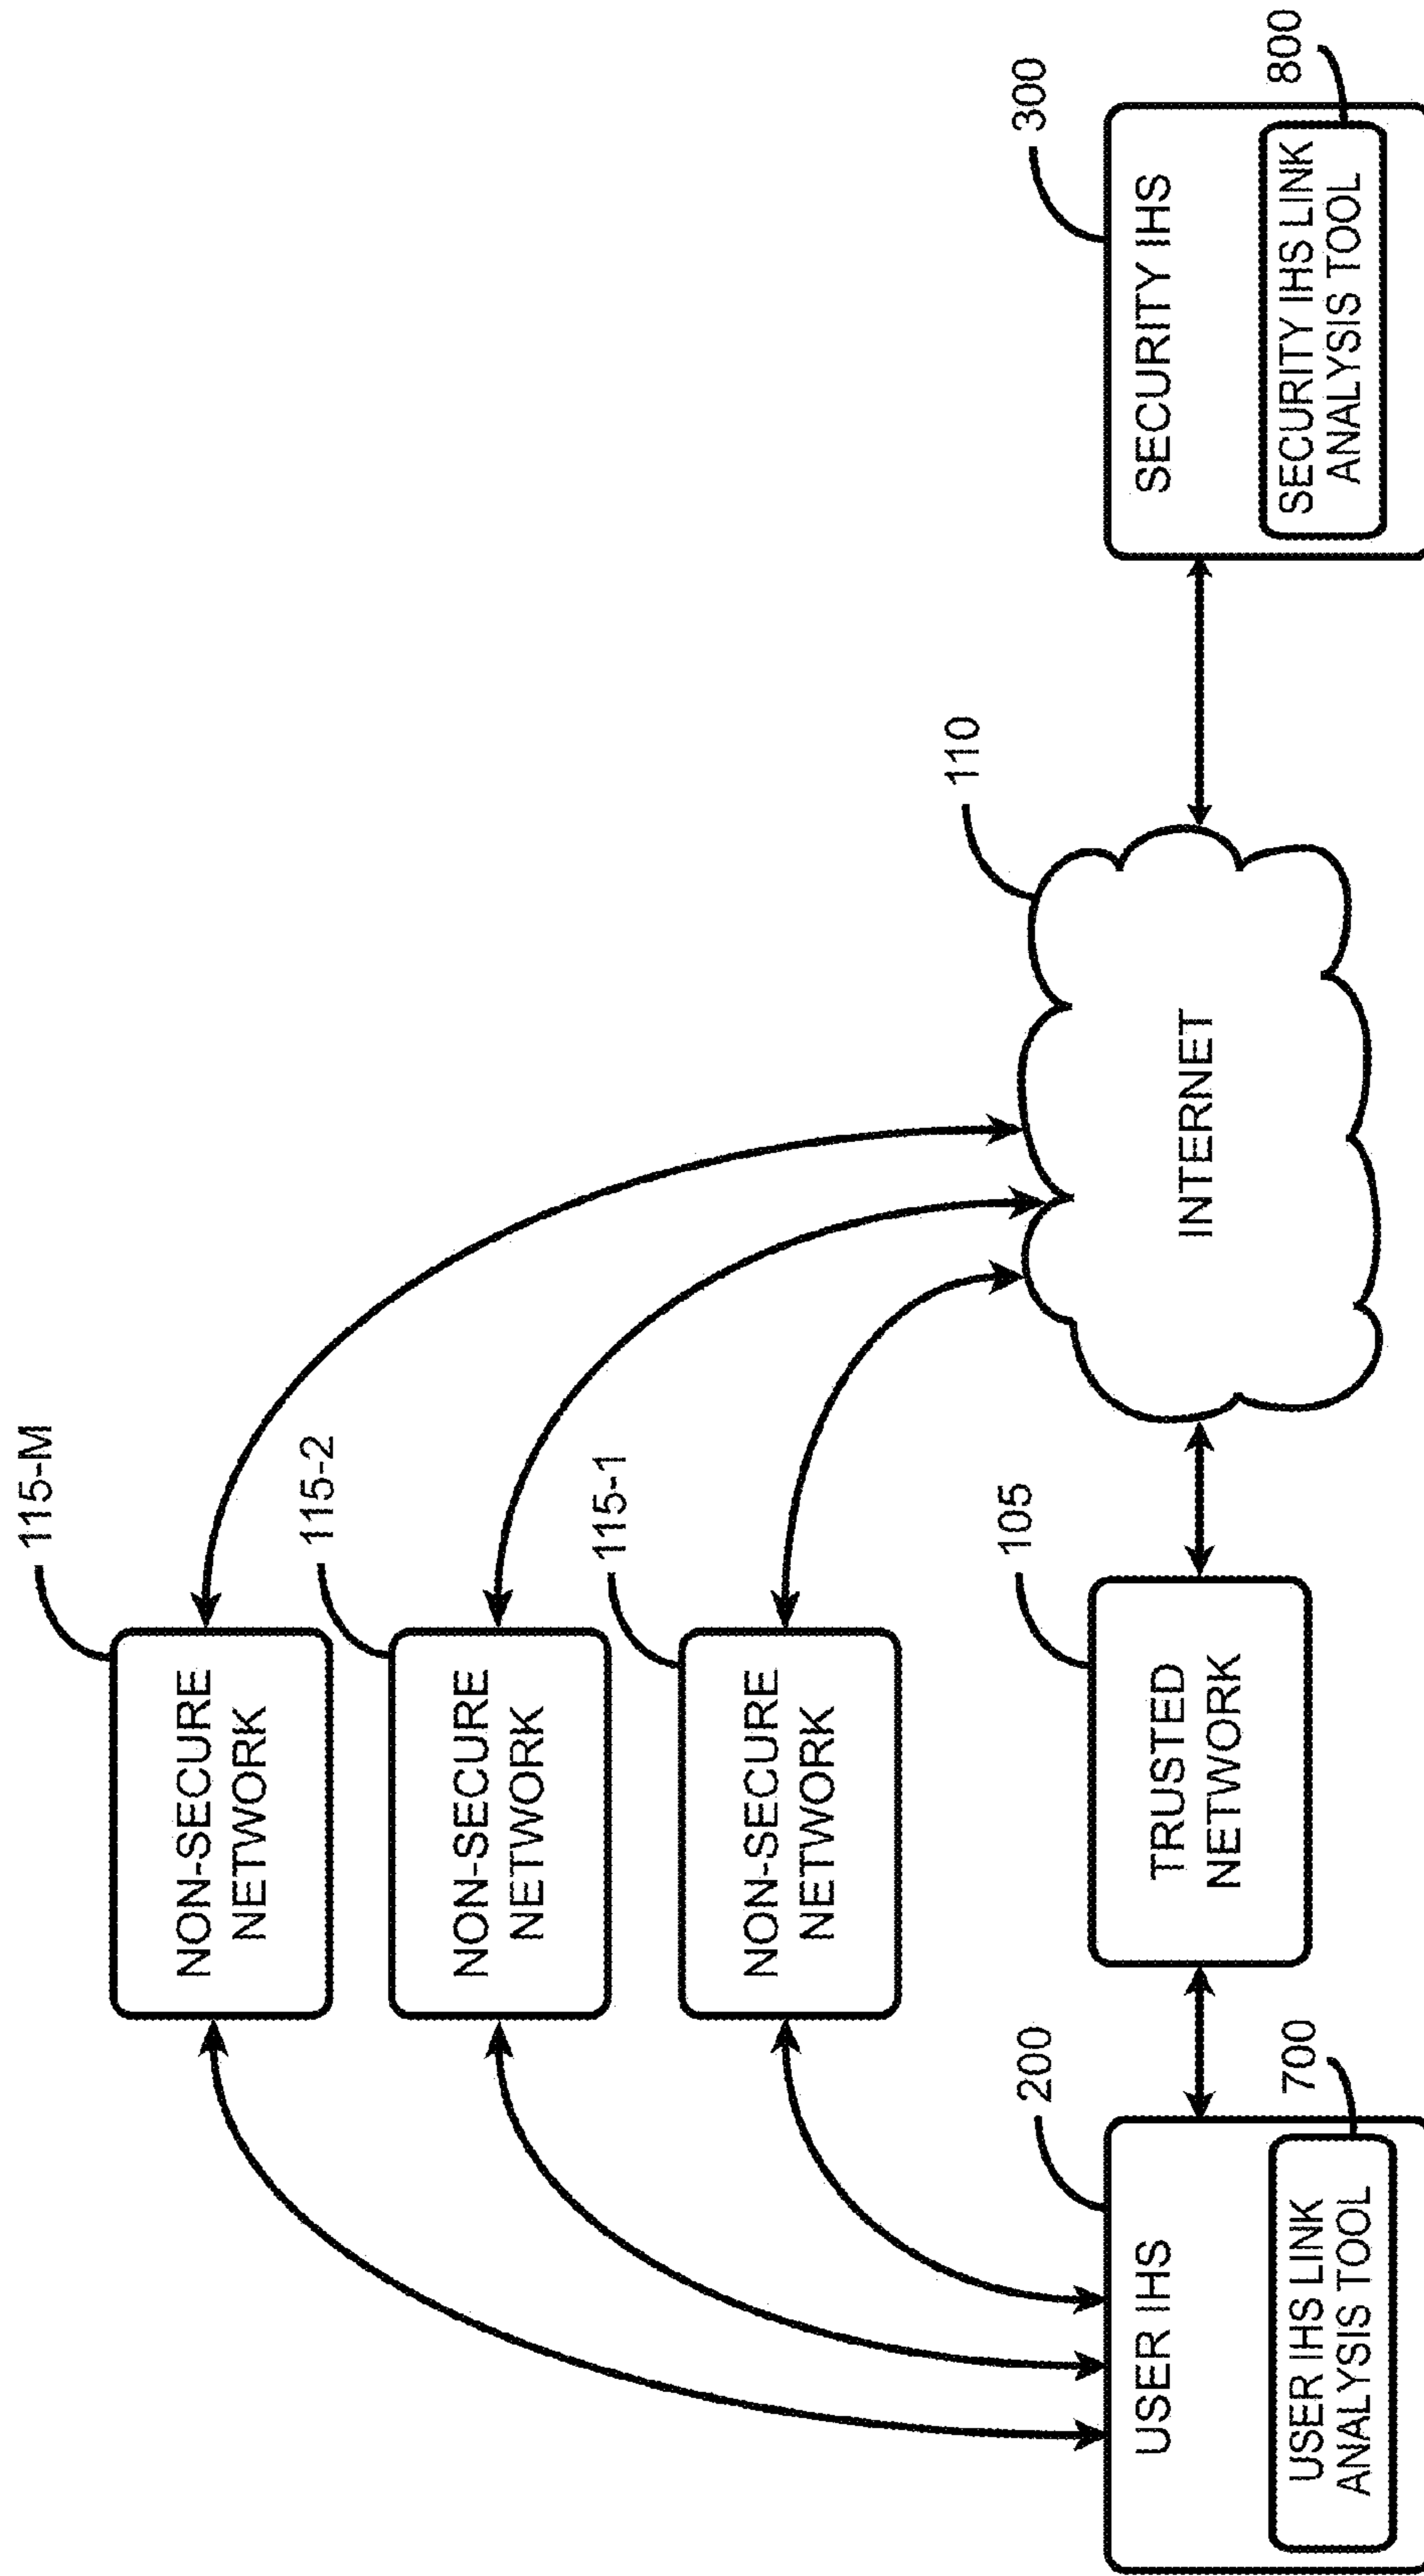 115-M
NON-SECURE
NETWORK
115-2
NON-SECURE
NETWORK
115-1
NON-SECURE
NETWORK
200
USER IHS
700
USER IHS LINK
ANALYSIS TOOL
105
TRUSTED
NETWORK
110
INTERNET
300
SECURITY IHS
800
SECURITY IHS LINK
ANALYSIS TOOL